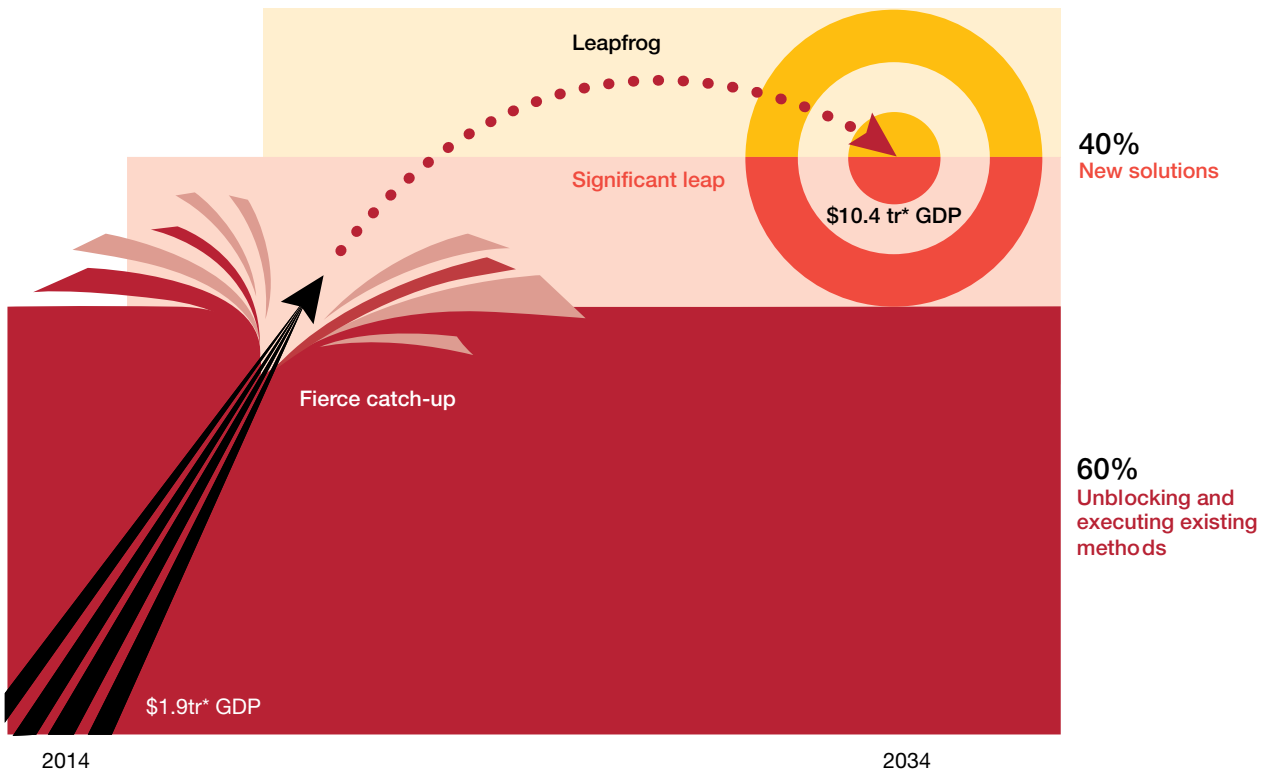 Leapfrog
40%
New solutions
Significant leap
$10.4 tr* GDP
Fierce catch-up
60%
Unblocking and
executing existing
methods
$1.9tr* GDP
2014
2034